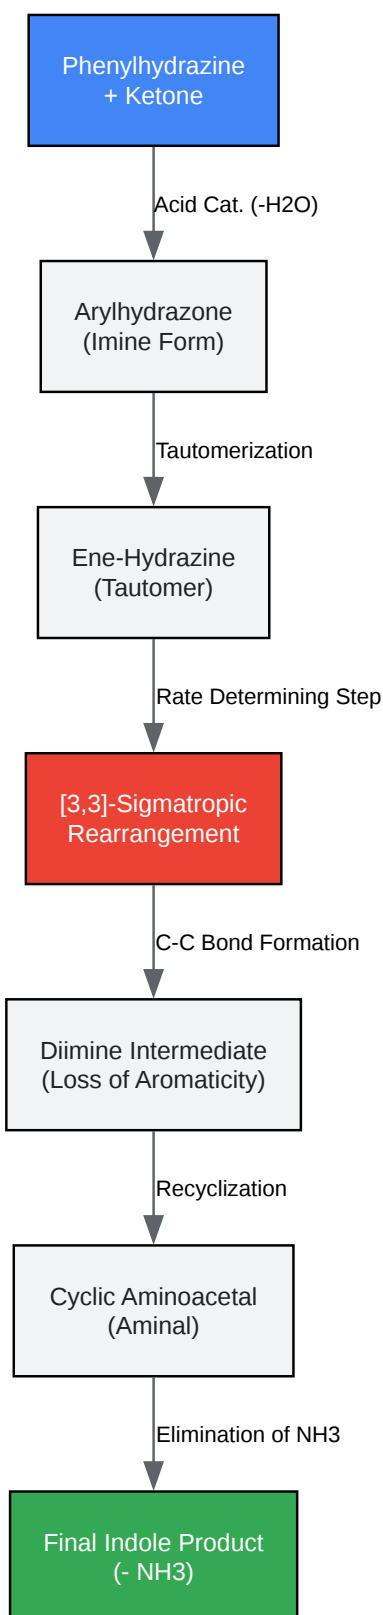 Phenylhydrazine
+ Ketone
Acid Cat. (-H2O)
Arylhydrazone
(Imine Form)
Tautomerization
Ene-Hydrazine
(Tautomer)
Rate Determining Step
[3,3]-Sigmatropic
Rearrangement
C-C Bond Formation
Diimine Intermediate
(Loss of Aromaticity)
Recyclization
Cyclic Aminoacetal
(Aminal)
Elimination of NH3
Final Indole Product
(- NH3)